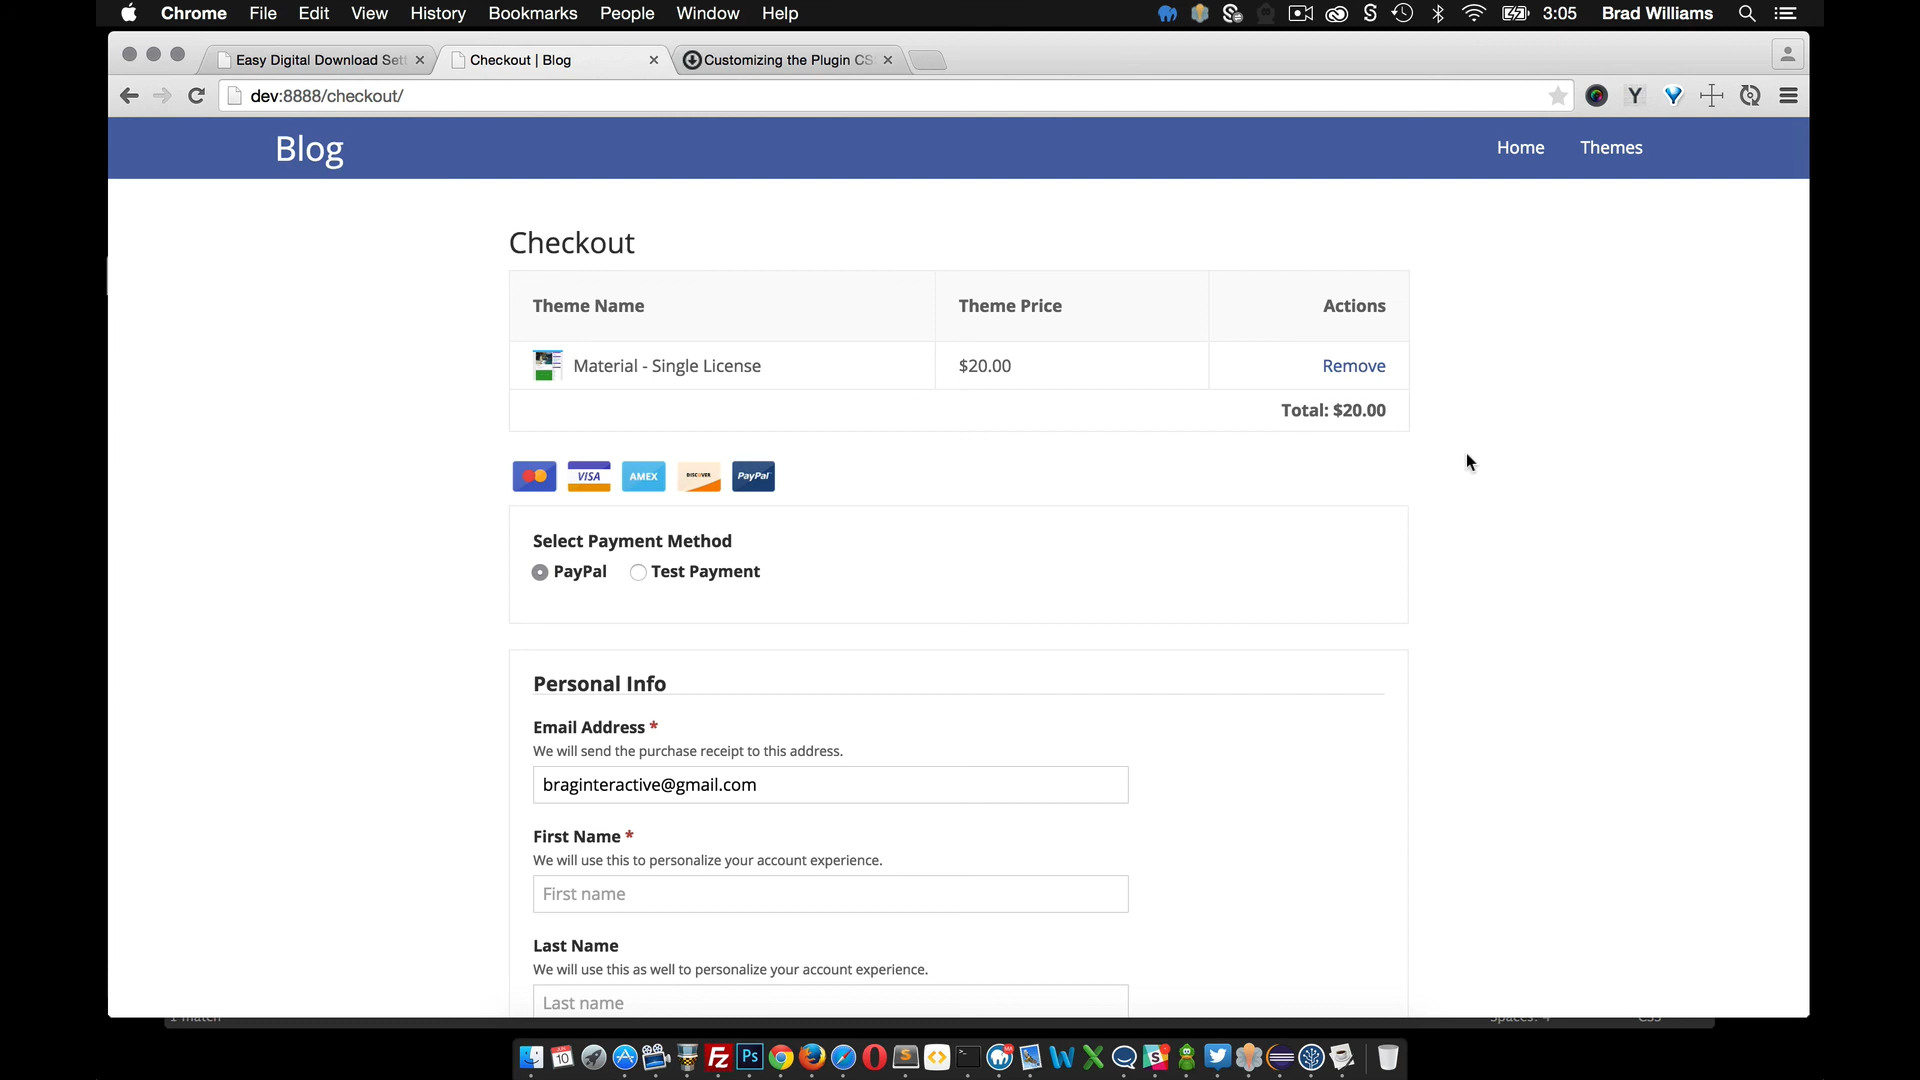 Chrome File Edit View History Bookmarks People Window Help 3:05 Brad Williams
Easy Digital Download Set Checkout | Blog Customizing the Plugin CS
dev:8888/checkout/
Blog Home Themes
Checkout
Theme Name Theme Price Actions
Material - Single License $20.00 Remove
Total: $20.00
VISA AMEX DISCOVER PayPal
Select Payment Method
PayPal Test Payment
Personal Info
Email Address *
We will send the purchase receipt to this address.
braginteractive@gmail.com
First Name *
We will use this to personalize your account experience.
First name
Last Name
We will use this as well to personalize your account experience.
Last name